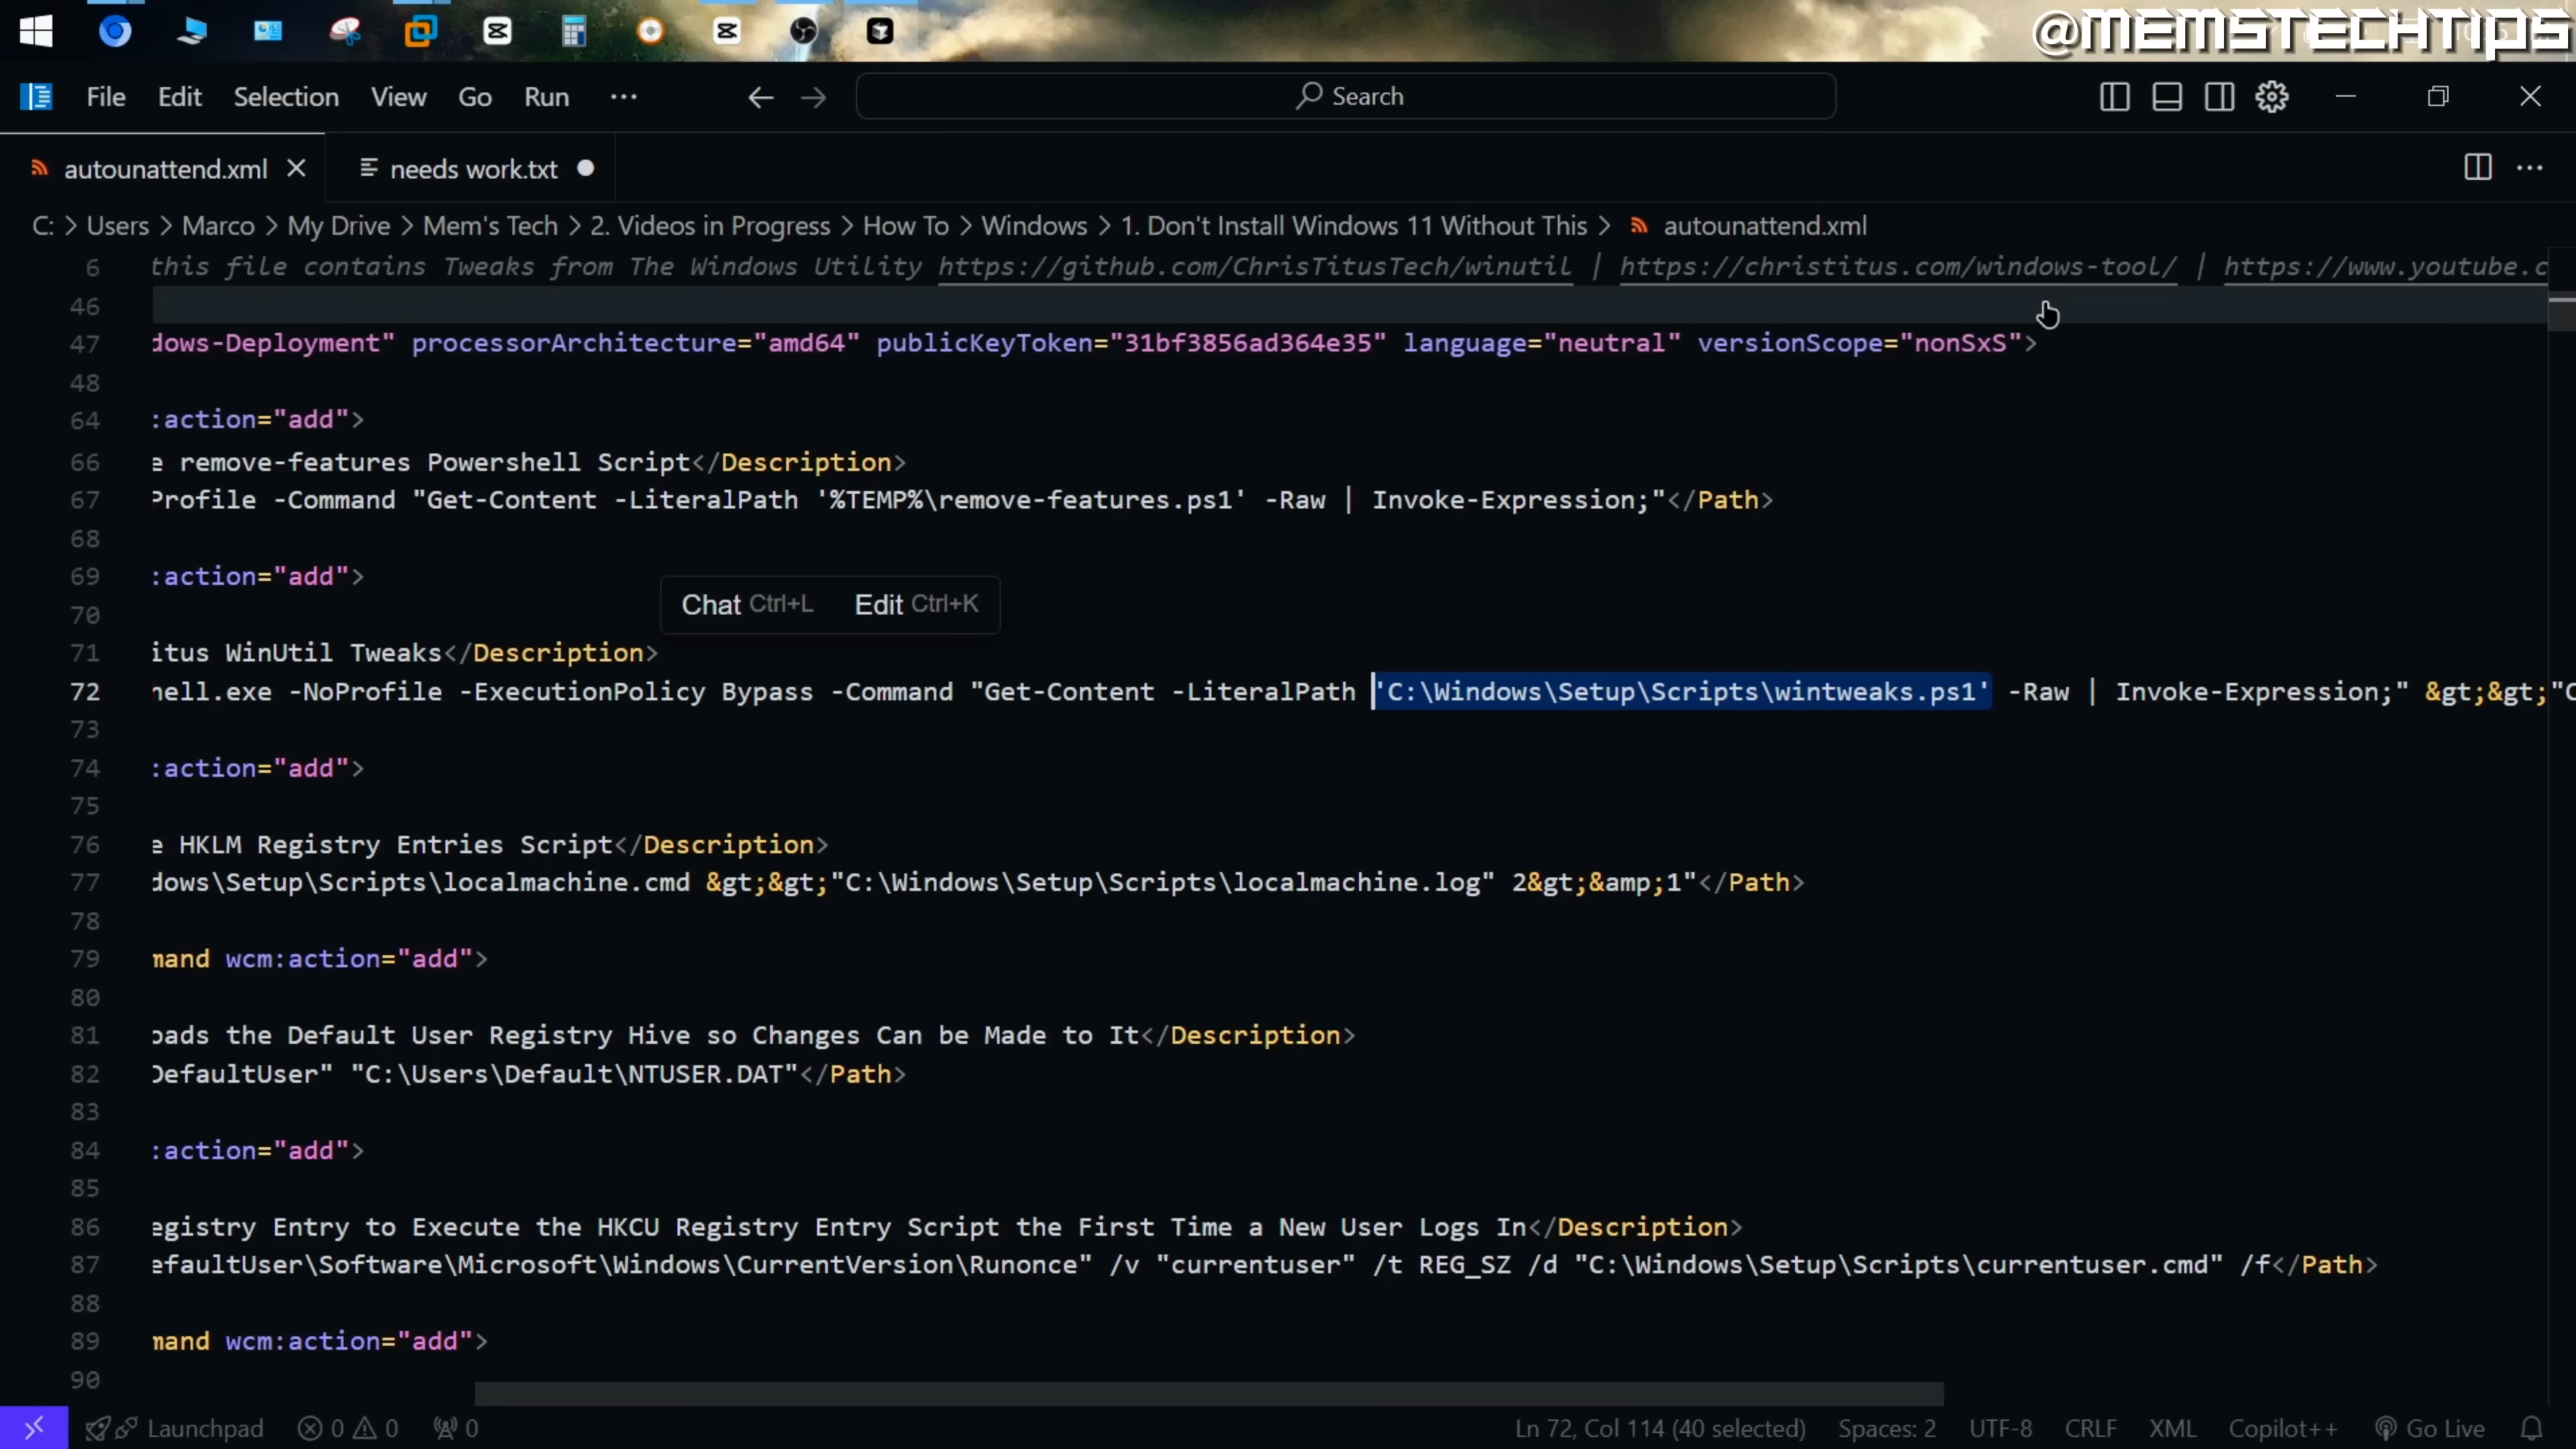 @MEMSTECHTIPS
File Edit Selection View Go Run ··· Search
autounattend.xml needs work.txt
C: > Users > Marco > My Drive > Mem's Tech > 2. Videos in Progress > How To > Windows > 1. Don't Install Windows 11 Without This > autounattend.xml
6 this file contains Tweaks from The Windows Utility https://github.com/ChrisTitusTech/winutil | https://christitus.com/windows-tool/ | https://www.youtube.c
46
47 dows-Deployment" processorArchitecture="amd64" publicKeyToken="31bf3856ad364e35" language="neutral" versionScope="nonSxS">
48
64 :action="add">
66 e remove-features Powershell Script</Description>
67 Profile -Command "Get-Content -LiteralPath '%TEMP%\remove-features.ps1' -Raw | Invoke-Expression;"</Path>
68
69 :action="add">
Chat Ctrl+L Edit Ctrl+K
70
71 itus WinUtil Tweaks</Description>
72 hell.exe -NoProfile -ExecutionPolicy Bypass -Command "Get-Content -LiteralPath 'C:\Windows\Setup\Scripts\wintweaks.ps1' -Raw | Invoke-Expression;" &gt;&gt;"C
73
74 :action="add">
75
76 e HKLM Registry Entries Script</Description>
77 dows\Setup\Scripts\localmachine.cmd &gt;&gt;"C:\Windows\Setup\Scripts\localmachine.log" 2&gt;&amp;1"</Path>
78
79 mand wcm:action="add">
80
81 oads the Default User Registry Hive so Changes Can be Made to It</Description>
82 DefaultUser" "C:\Users\Default\NTUSER.DAT"</Path>
83
84 :action="add">
85
86 egistry Entry to Execute the HKCU Registry Entry Script the First Time a New User Logs In</Description>
87 efaultUser\Software\Microsoft\Windows\CurrentVersion\Runonce" /v "currentuser" /t REG_SZ /d "C:\Windows\Setup\Scripts\currentuser.cmd" /f</Path>
88
89 mand wcm:action="add">
90
Launchpad 0 0 0 Ln 72, Col 114 (40 selected) Spaces: 2 UTF-8 CRLF XML Copilot++ Go Live